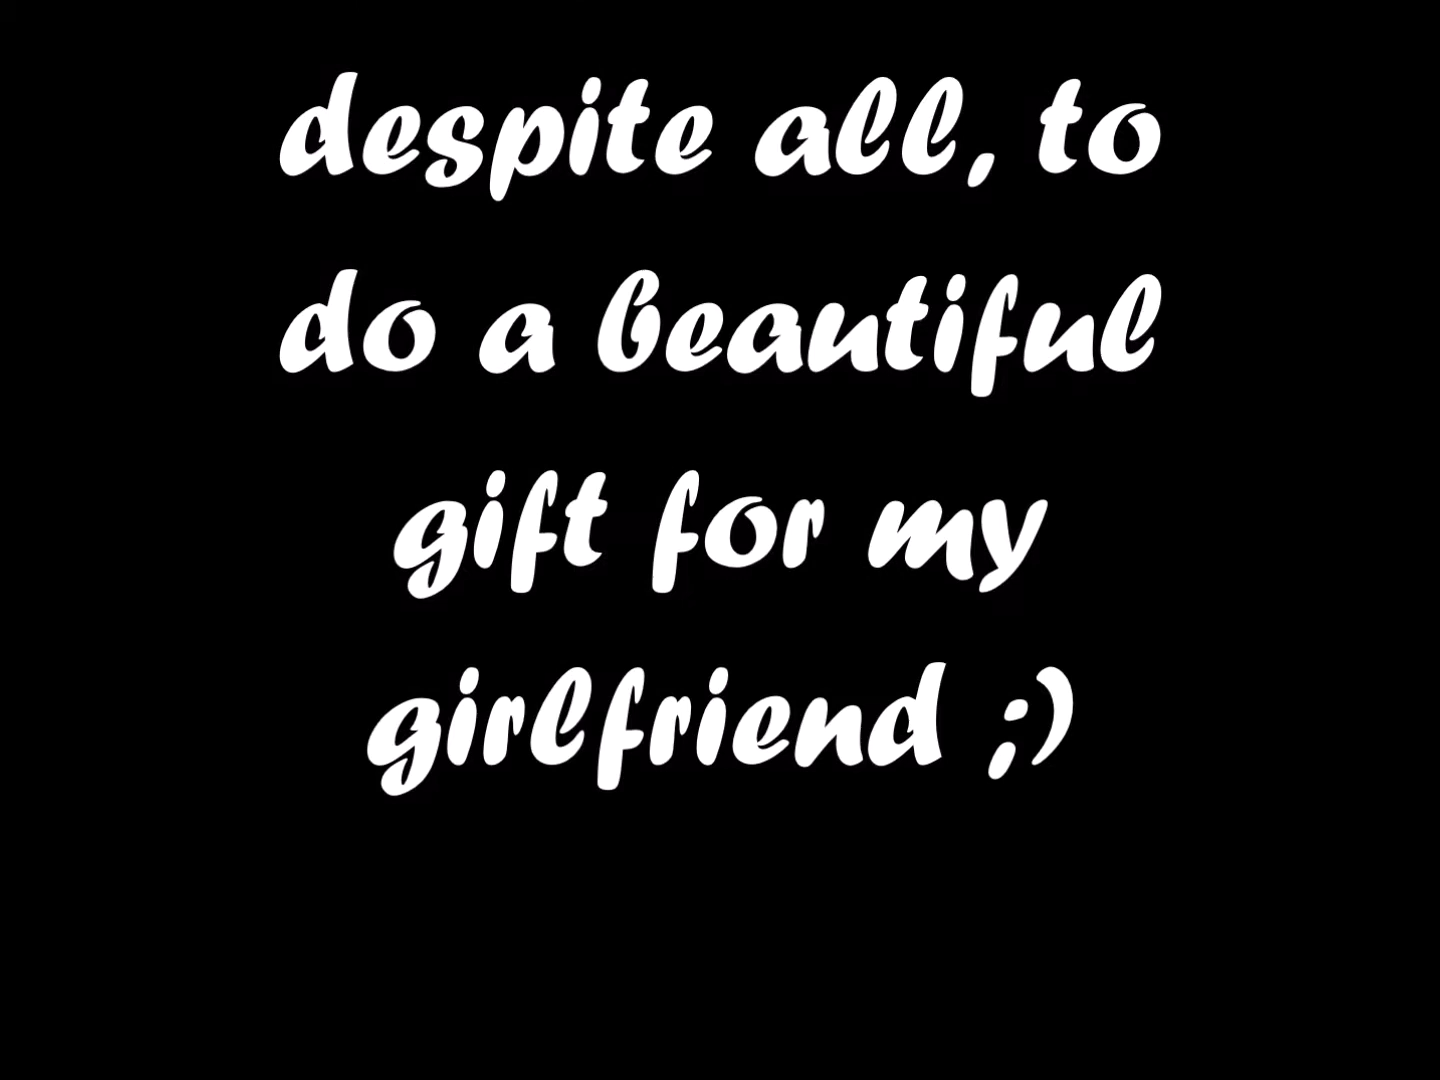 despite all, to
do a beautiful
gift for my
girlfriend ;)